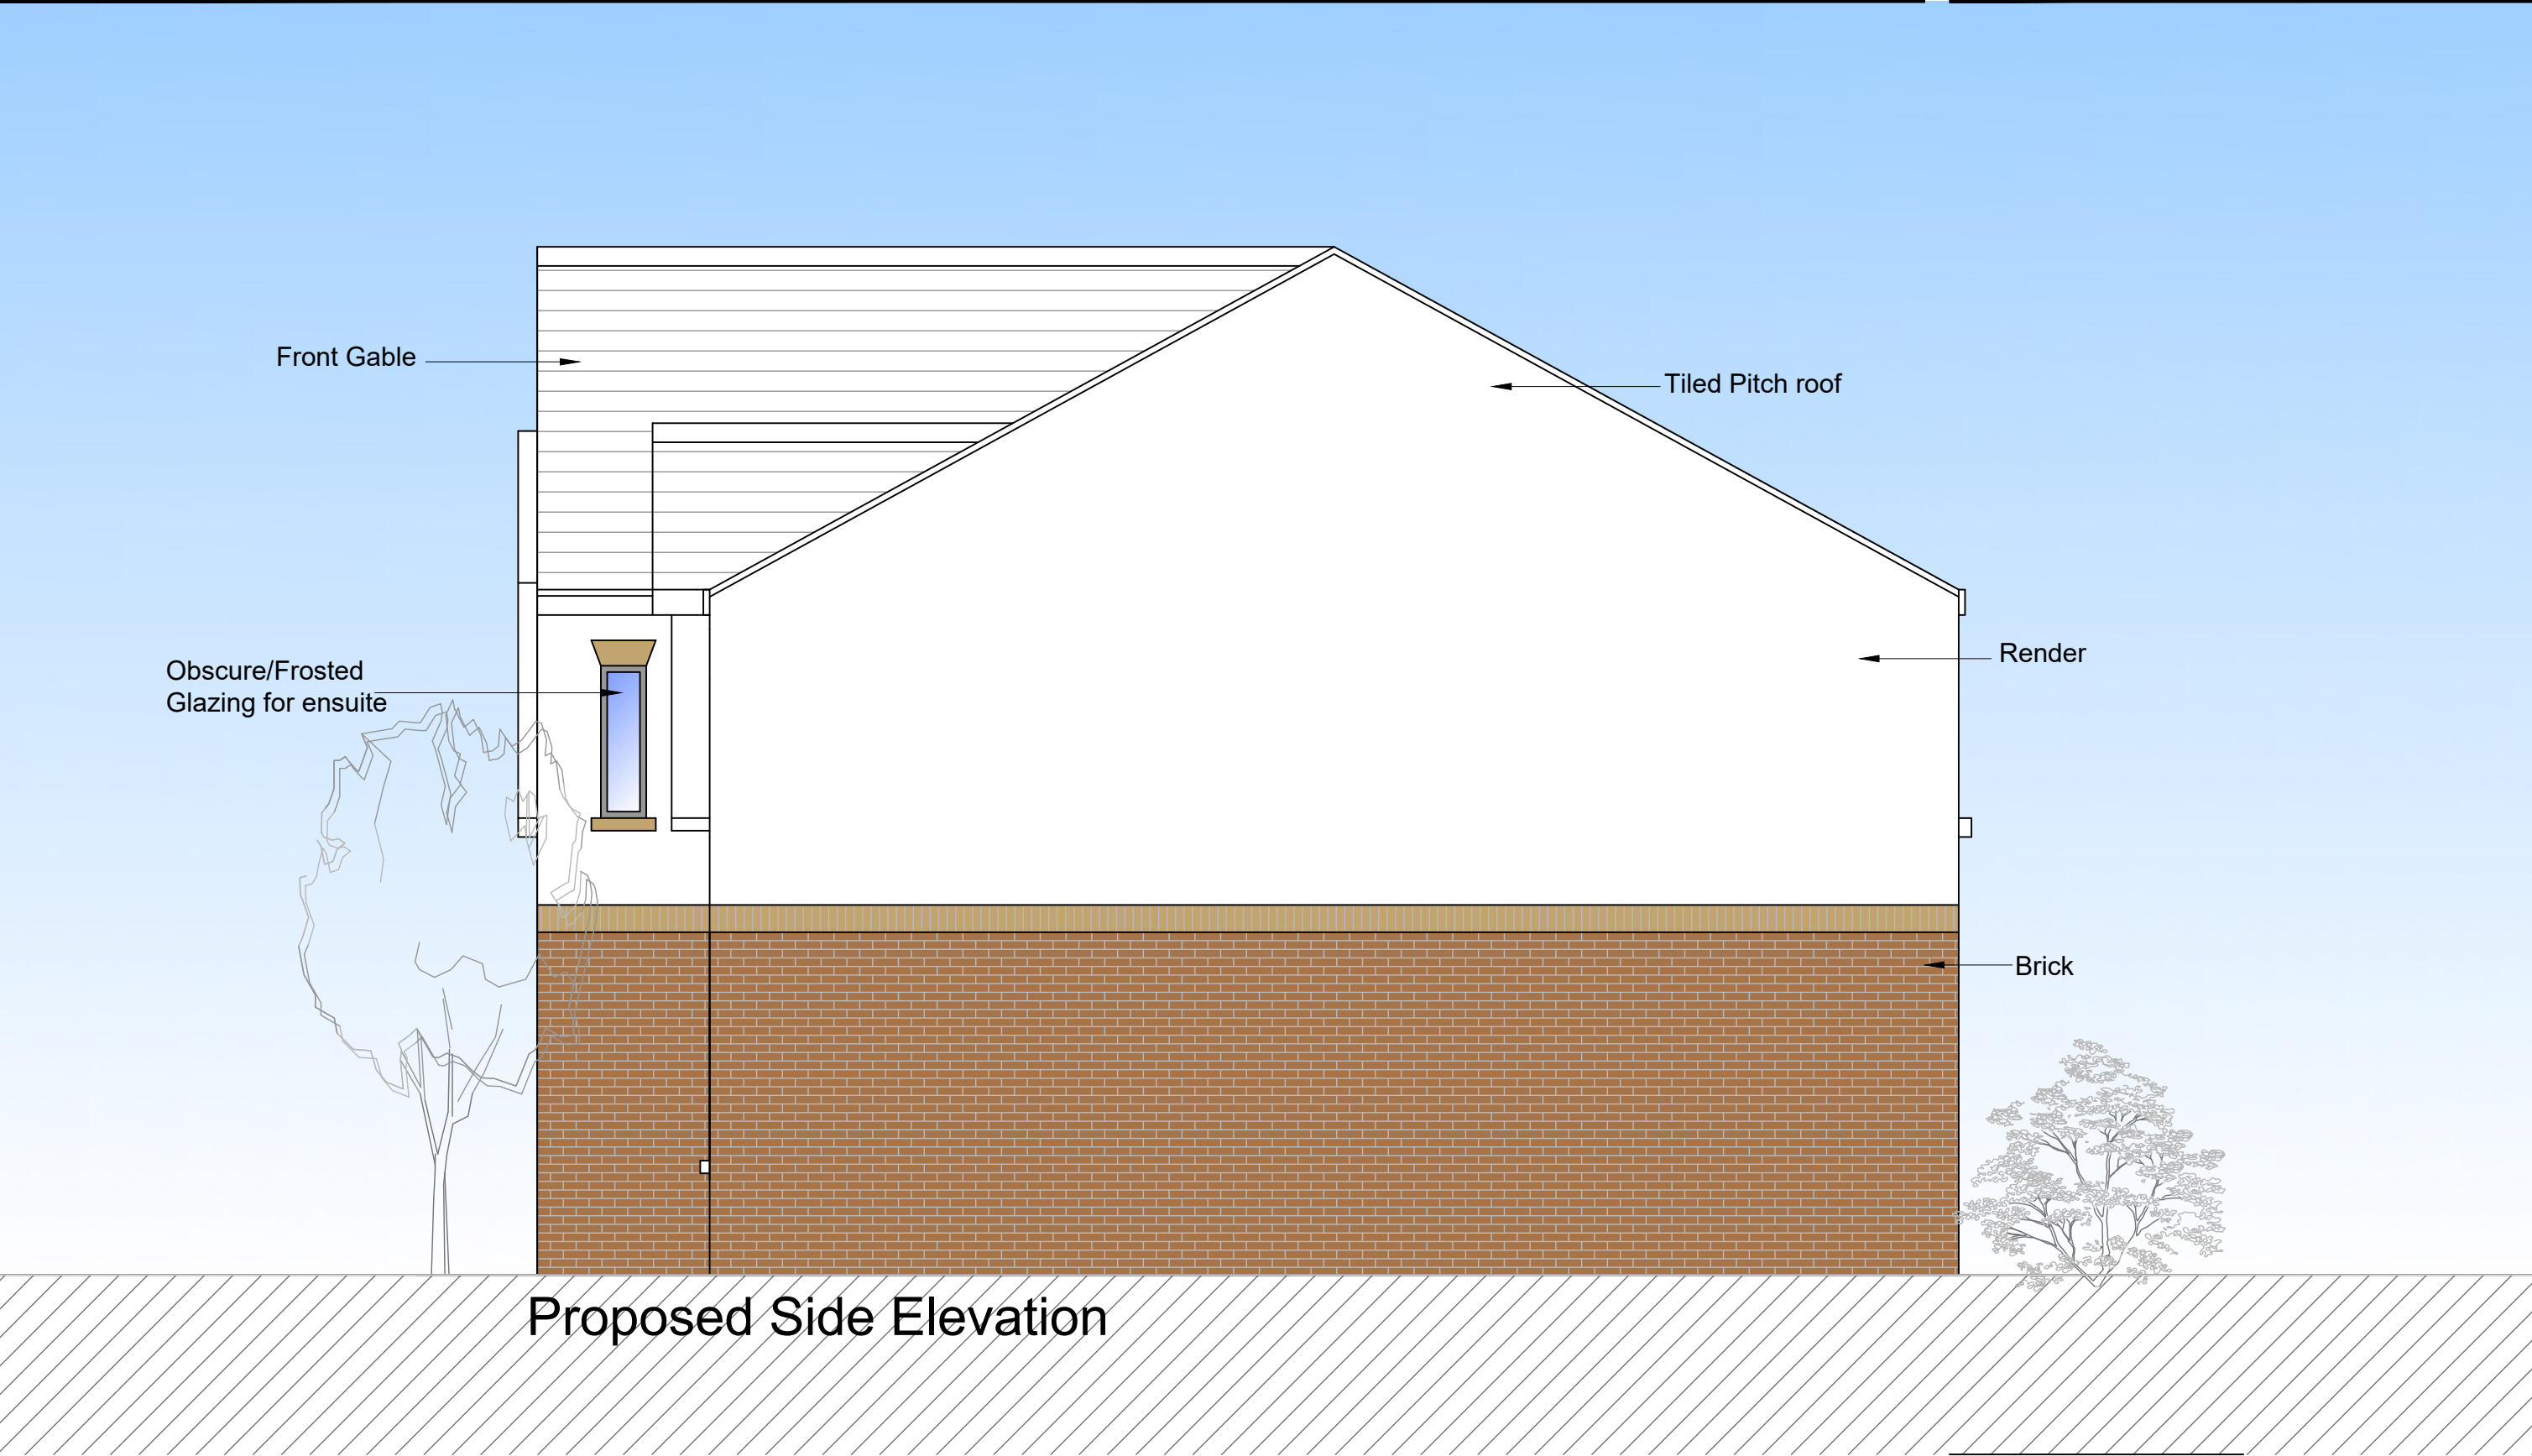 Front Gable
Tiled Pitch roof
Obscure/Frosted
Glazing for ensuite
Render
Brick
Proposed Side Elevation